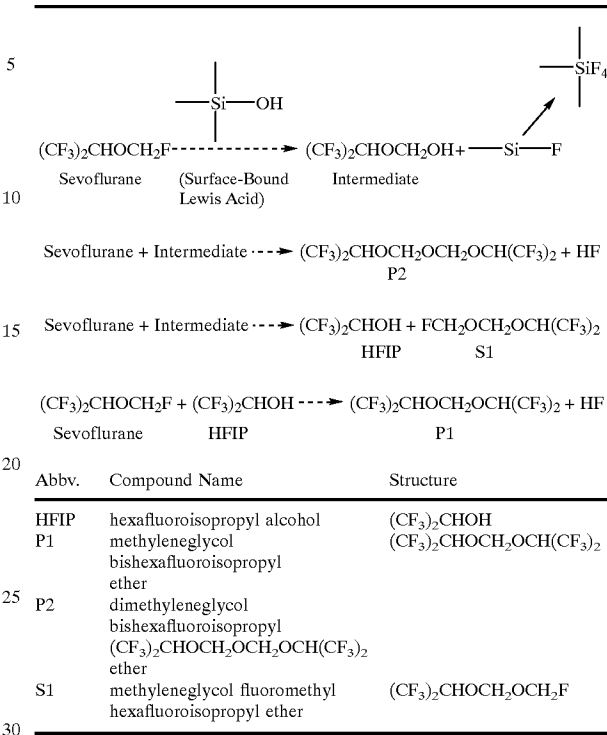 5
SiF₄
Si—OH
(CF₃)₂CHOCH₂F (CF₃)₂CHOCH₂OH + Si—F
Sevoflurane (Surface-Bound Intermediate
10 Lewis Acid)
Sevoflurane + Intermediate (CF₃)₂CHOCH₂OCH₂OCH(CF₃)₂ + HF
P2
15 Sevoflurane + Intermediate (CF₃)₂CHOH + FCH₂OCH₂OCH(CF₃)₂
HFIP S1
(CF₃)₂CHOCH₂F + (CF₃)₂CHOH (CF₃)₂CHOCH₂OCH(CF₃)₂ + HF
Sevoflurane HFIP P1
20
Abbv. Compound Name Structure
HFIP hexafluoroisopropyl alcohol (CF₃)₂CHOH
P1 methyleneglycol (CF₃)₂CHOCH₂OCH(CF₃)₂
bishexafluoroisopropyl
ether
25 P2 dimethyleneglycol
bishexafluoroisopropyl
(CF₃)₂CHOCH₂OCH₂OCH(CF₃)₂
ether
S1 methyleneglycol fluoromethyl (CF₃)₂CHOCH₂OCH₂F
hexafluoroisopropyl ether
30